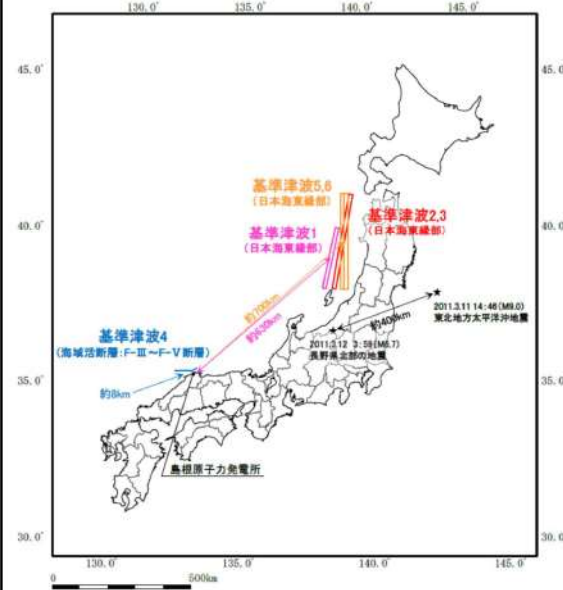 130.0° 135.0° 140.0° 145.0°
45.0° 45.0°
基準津波5,6
(日本海東縁部)
基準津波2,3
(日本海東縁部)
基準津波1
(日本海東縁部)
40.0° 40.0°
約700km
約630km
2011.3.11 14:46(M9.0)
東北地方太平洋沖地震
約400km
2011.3.12 3:59(M6.7)
長野県北部の地震
基準津波4
(海域活断層:F-Ⅲ~F-Ⅴ断層)
35.0° 35.0°
約8km
島根原子力発電所
30.0° 30.0°
130.0° 135.0° 140.0° 145.0°
0 500km